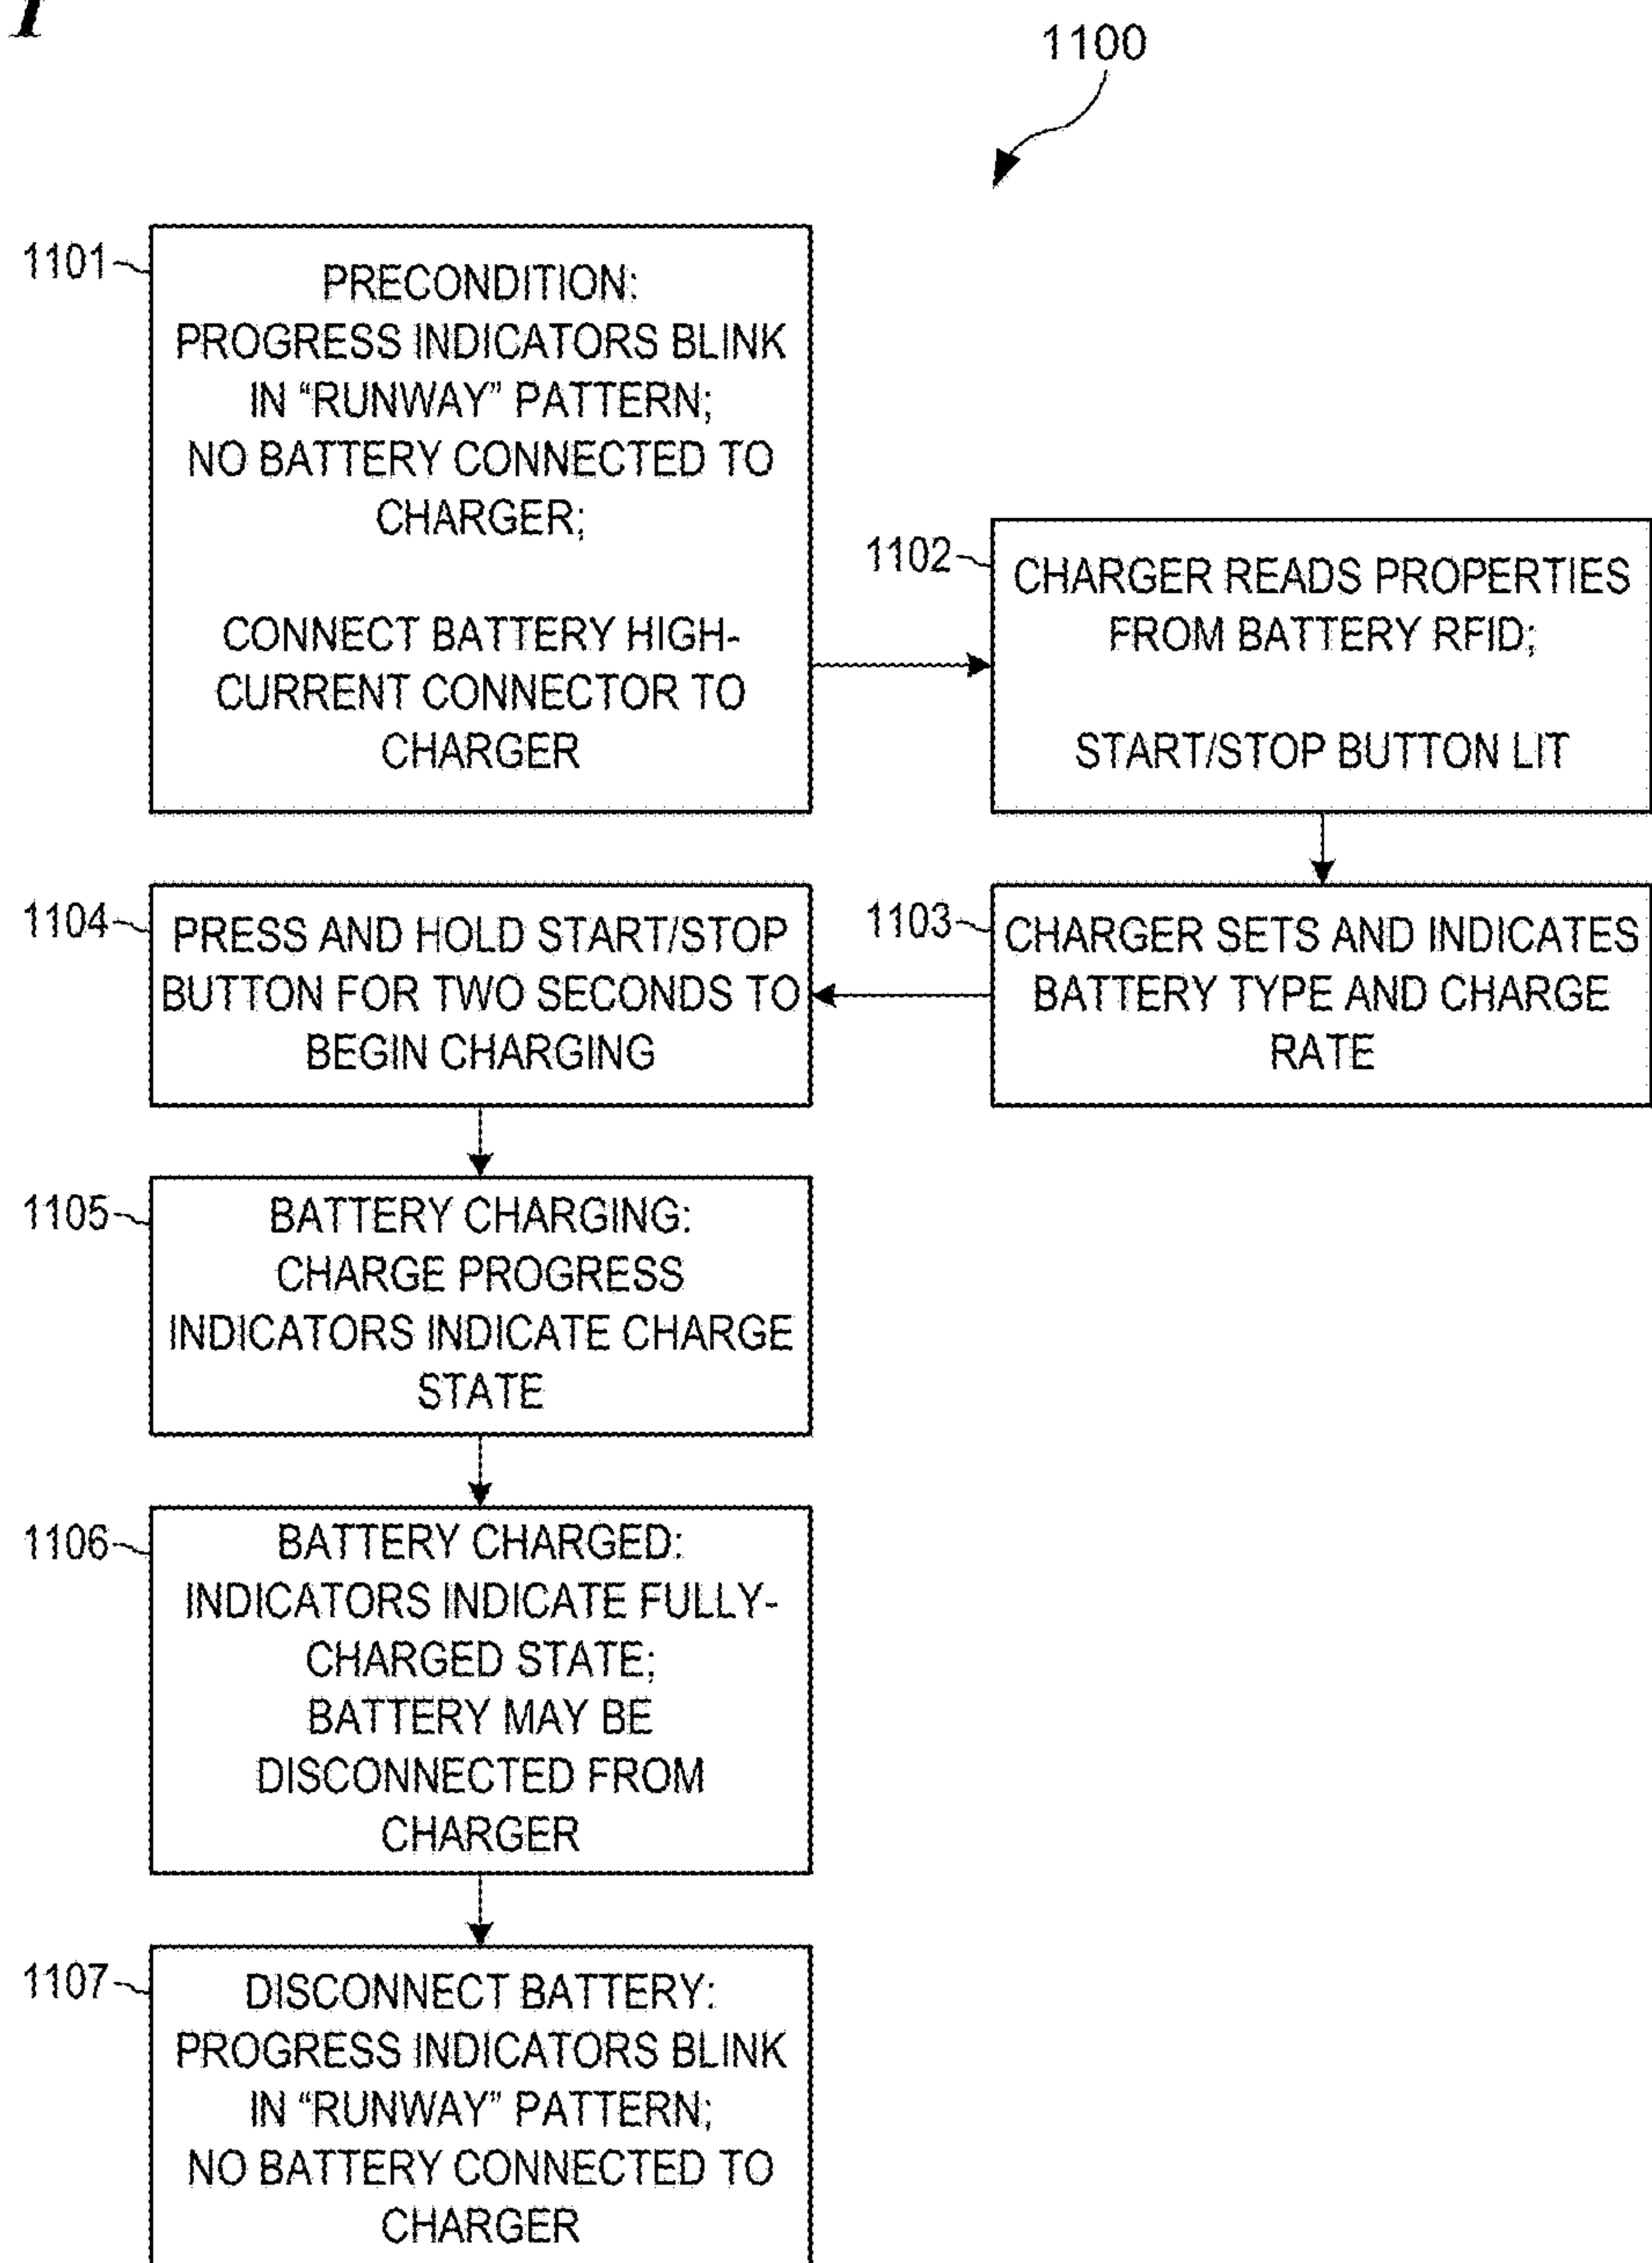 1100
1101
PRECONDITION:
PROGRESS INDICATORS BLINK
IN “RUNWAY” PATTERN;
NO BATTERY CONNECTED TO
CHARGER;
CONNECT BATTERY HIGH-
CURRENT CONNECTOR TO
CHARGER
1102
CHARGER READS PROPERTIES
FROM BATTERY RFID;
START/STOP BUTTON LIT
1103
CHARGER SETS AND INDICATES
BATTERY TYPE AND CHARGE
RATE
1104
PRESS AND HOLD START/STOP
BUTTON FOR TWO SECONDS TO
BEGIN CHARGING
1105
BATTERY CHARGING:
CHARGE PROGRESS
INDICATORS INDICATE CHARGE
STATE
1106
BATTERY CHARGED:
INDICATORS INDICATE FULLY-
CHARGED STATE;
BATTERY MAY BE
DISCONNECTED FROM
CHARGER
1107
DISCONNECT BATTERY:
PROGRESS INDICATORS BLINK
IN “RUNWAY” PATTERN;
NO BATTERY CONNECTED TO
CHARGER